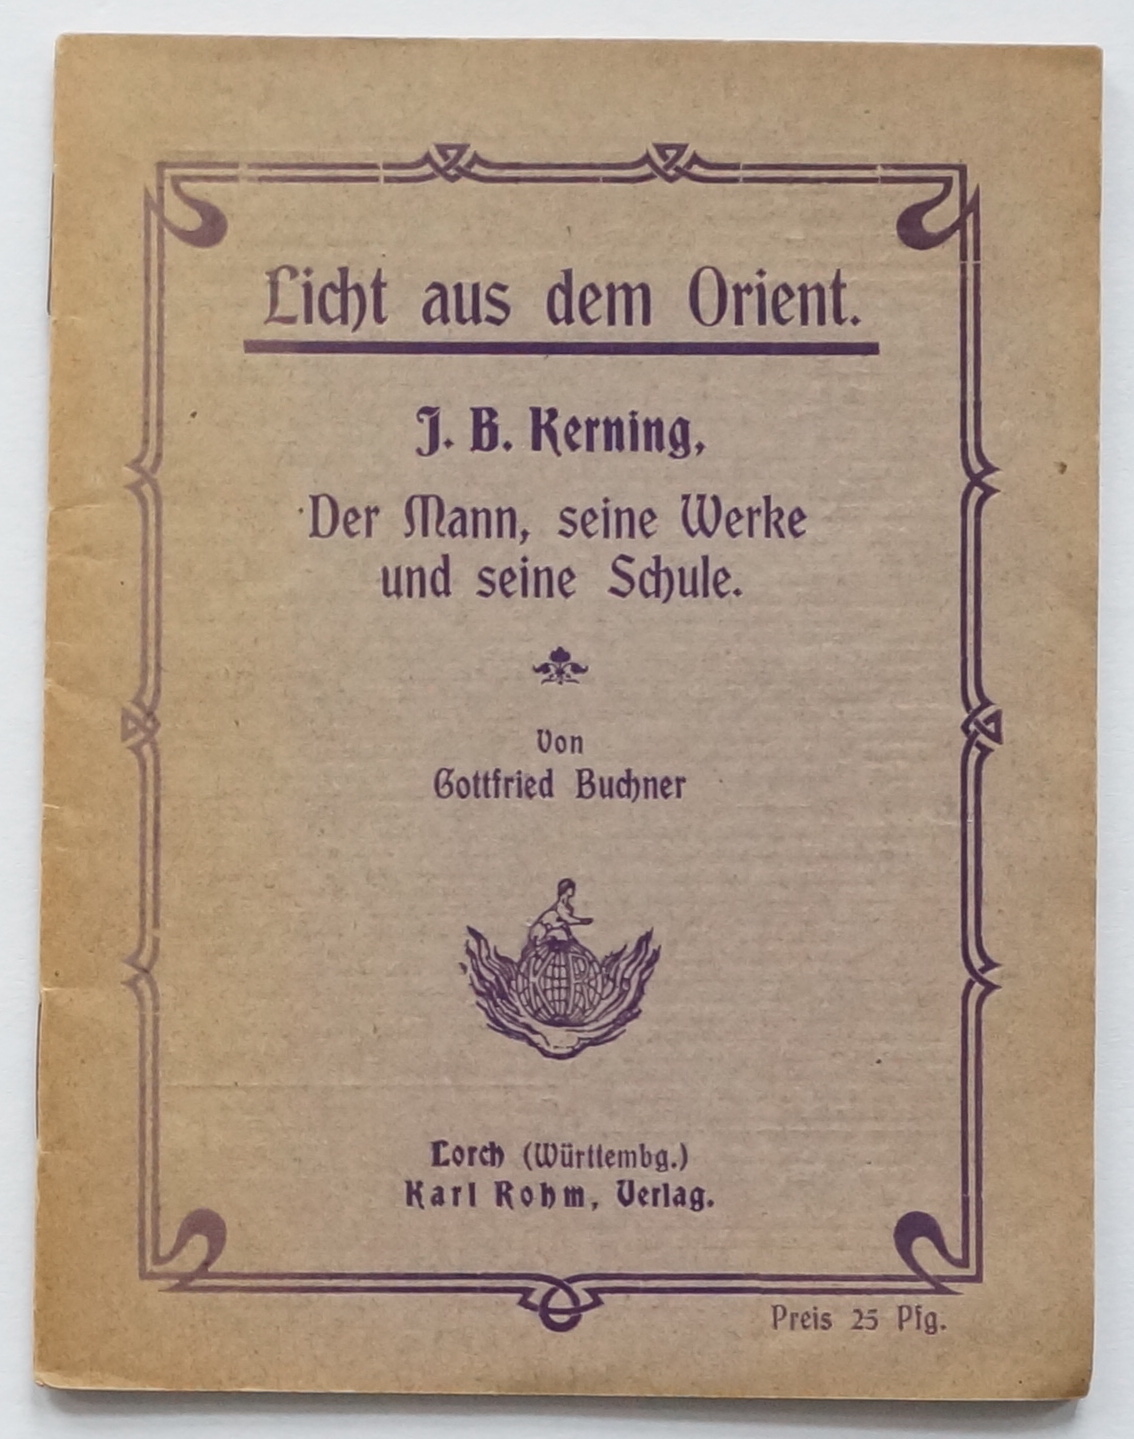 Licht aus dem Orient.
J. B. Kerning,
Der Mann, seine Werke
und seine Schule.
Von
Gottfried Buchner
KR
Lorch (Württembg.)
Karl Rohm, Verlag.
Preis 25 Pfg.